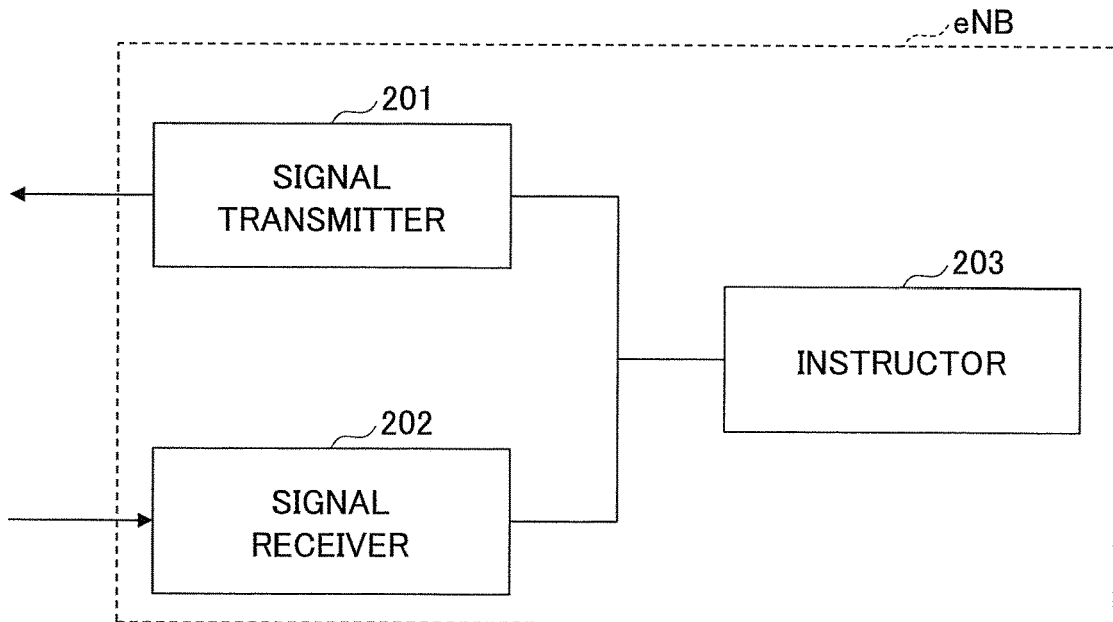 eNB
201
SIGNAL
TRANSMITTER
203
INSTRUCTOR
202
SIGNAL
RECEIVER